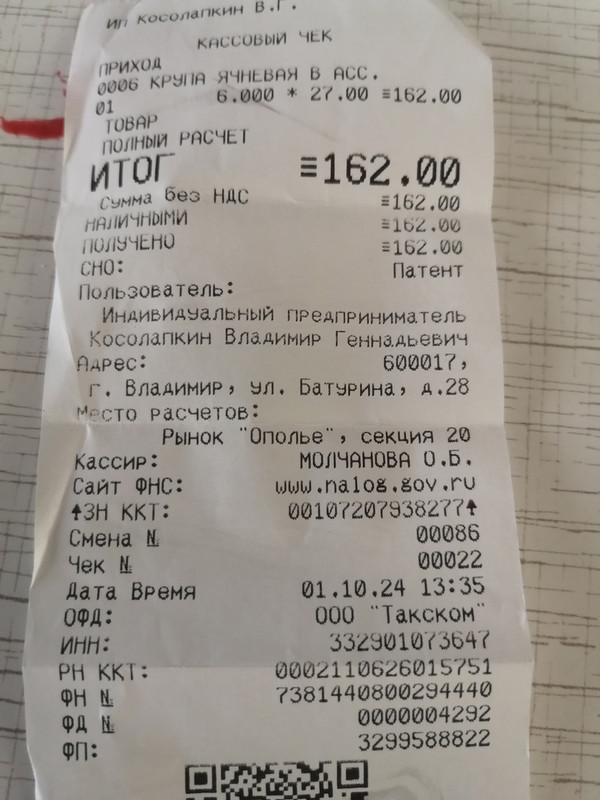 ИП Косолапкин В.Г.
КАССОВЫЙ ЧЕК
ПРИХОД
0006 КРУПА ЯЧНЕВАЯ В АСС.
01 6.000 * 27.00 ≡162.00
ТОВАР
ПОЛНЫЙ РАСЧЕТ
ИТОГ ≡162.00
Сумма без НДС ≡162.00
НАЛИЧНЫМИ ≡162.00
ПОЛУЧЕНО ≡162.00
СНО: Патент
Пользователь:
Индивидуальный предприниматель
Косолапкин Владимир Геннадьевич
Адрес: 600017,
г. Владимир, ул. Батурина, д.28
Место расчетов:
Рынок "Ополье", секция 20
Кассир: МОЛЧАНОВА О.Б.
Сайт ФНС: www.nalog.gov.ru
↑ЗН ККТ: 00107207938277↑
Смена № 00086
Чек № 00022
Дата Время 01.10.24 13:35
ОФД: ООО "Такском"
ИНН: 332901073647
РН ККТ: 0002110626015751
ФН № 7381440800294440
ФД № 0000004292
ФП: 3299588822